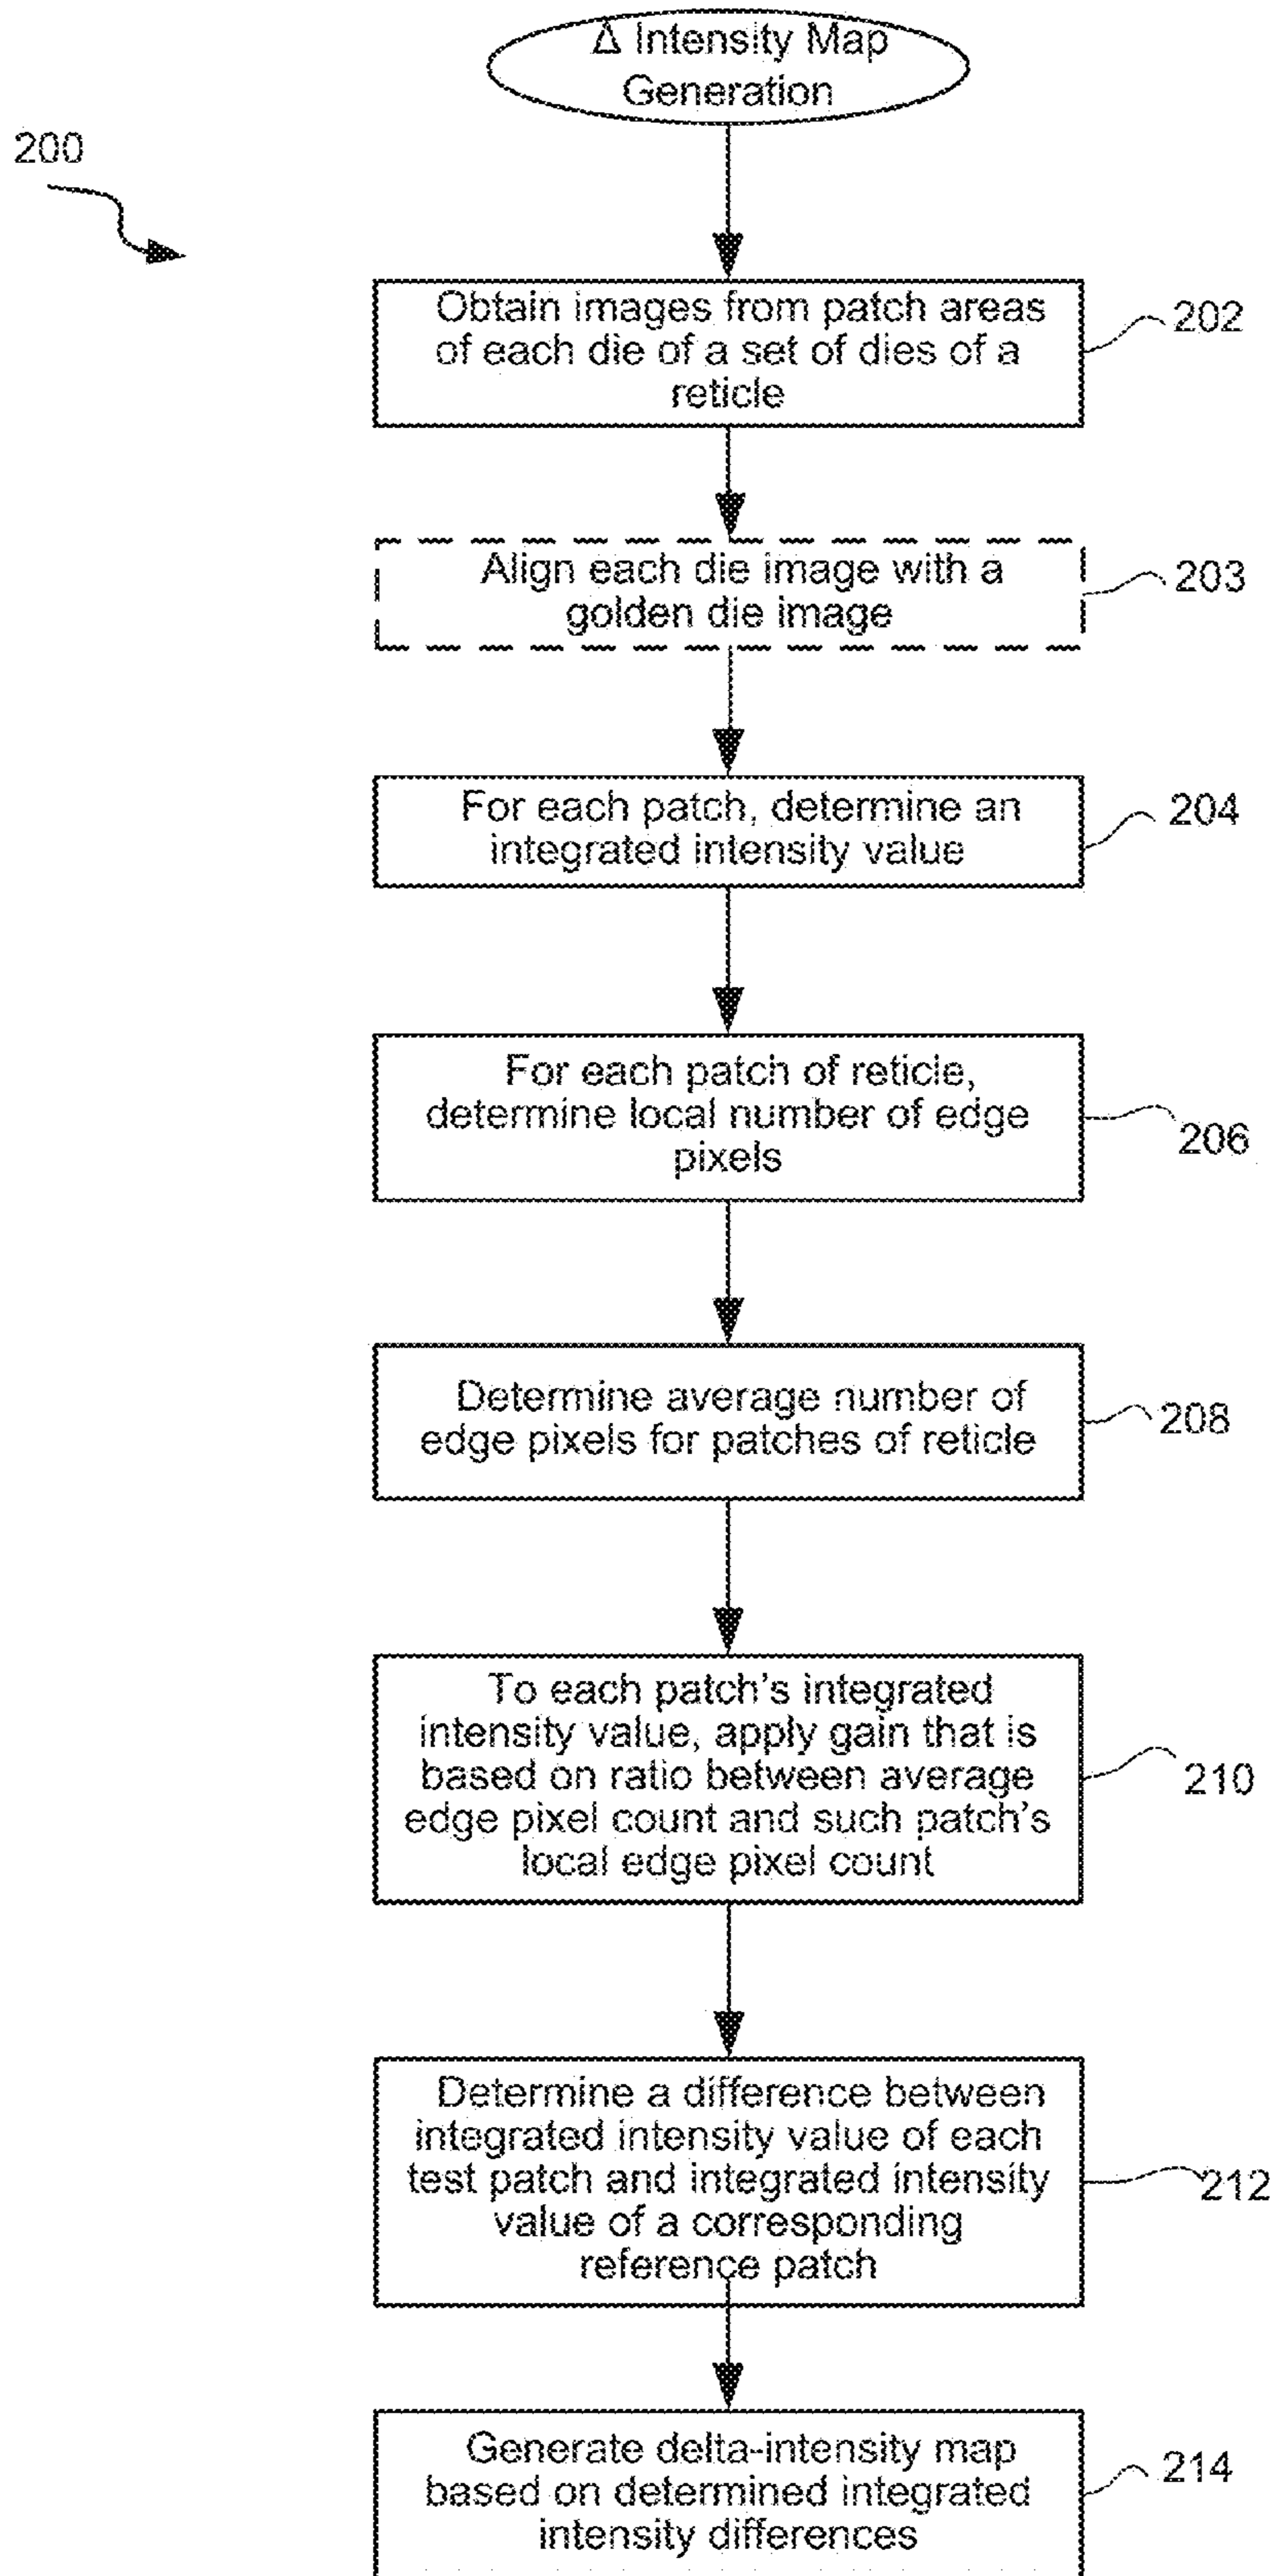 Δ Intensity Map
Generation
200
Obtain images from patch areas
of each die of a set of dies of a
reticle
202
Align each die image with a
golden die image
203
For each patch, determine an
integrated intensity value
204
For each patch of reticle,
determine local number of edge
pixels
206
Determine average number of
edge pixels for patches of reticle
208
To each patch's integrated
intensity value, apply gain that is
based on ratio between average
edge pixel count and such patch's
local edge pixel count
210
Determine a difference between
integrated intensity value of each
test patch and integrated intensity
value of a corresponding
reference patch
212
Generate delta-intensity map
based on determined integrated
intensity differences
214